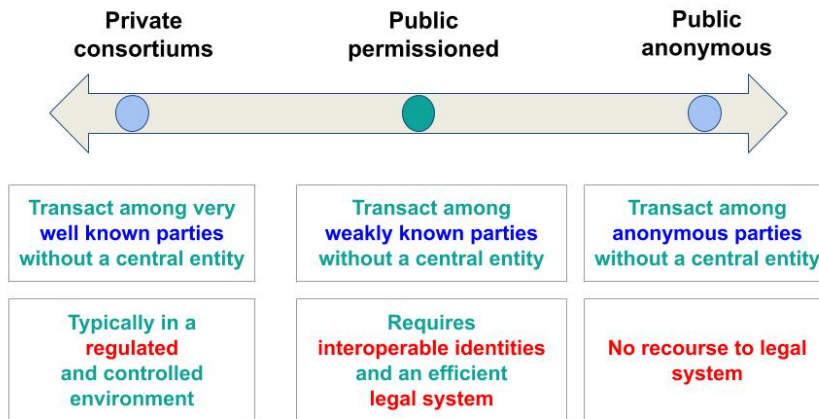 Private
consortiums
Public
permissioned
Public
anonymous
Transact among very
well known parties
without a central entity
Transact among
weakly known parties
without a central entity
Transact among
anonymous parties
without a central entity
Typically in a
regulated
and controlled
environment
Requires
interoperable identities
and an efficient
legal system
No recourse to legal
system